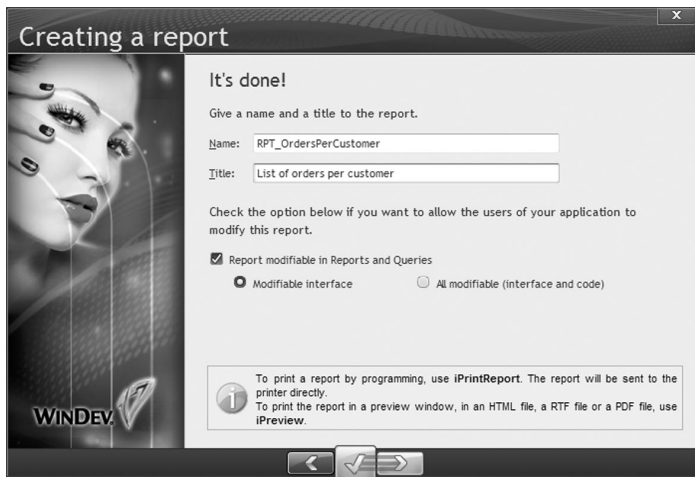 Creating a report
x
It's done!
Give a name and a title to the report.
Name: RPT_OrdersPerCustomer
Title: List of orders per customer
Check the option below if you want to allow the users of your application to
modify this report.
Report modifiable in Reports and Queries
Modifiable interface All modifiable (interface and code)
To print a report by programming, use iPrintReport. The report will be sent to the
printer directly.
To print the report in a preview window, in an HTML file, a RTF file or a PDF file, use
iPreview.
WINDEV. 17